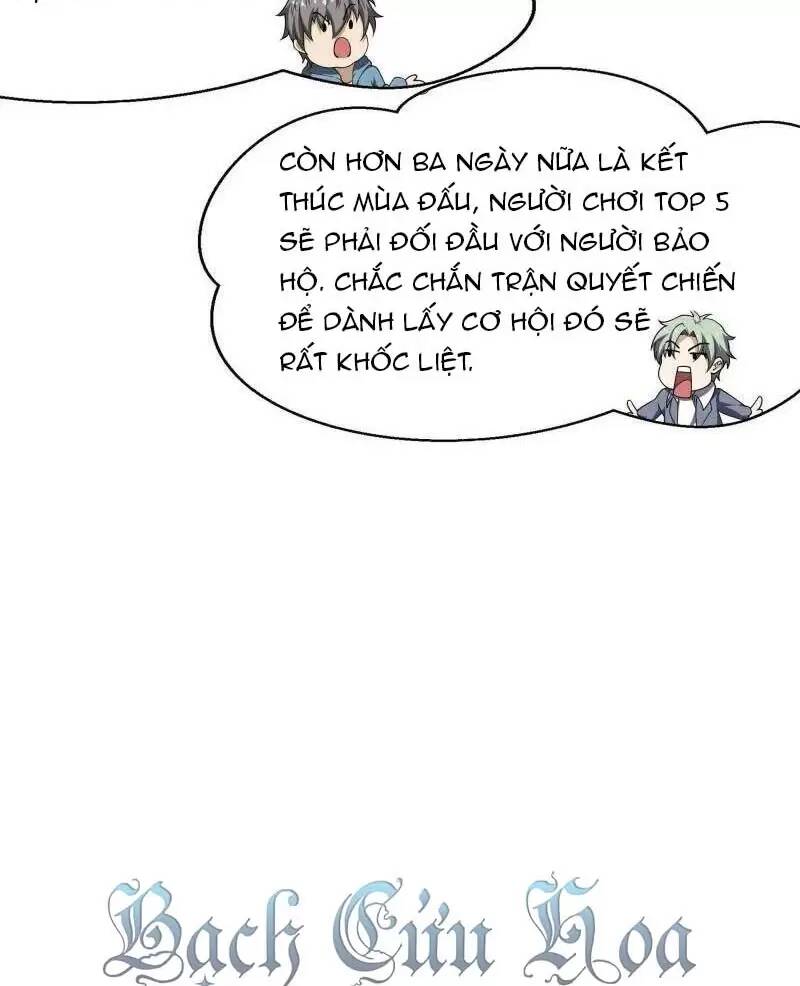 CÒN HƠN BA NGÀY NỮA LÀ KẾT
THÚC MÙA ĐẤU, NGƯỜI CHƠI TOP 5
SẼ PHẢI ĐỐI ĐẦU VỚI NGƯỜI BẢO
HỘ. CHẮC CHẮN TRẬN QUYẾT CHIẾN
ĐỂ DÀNH LẤY CƠ HỘI ĐÓ SẼ
RẤT KHỐC LIỆT.
Bạch Cửu Hoa